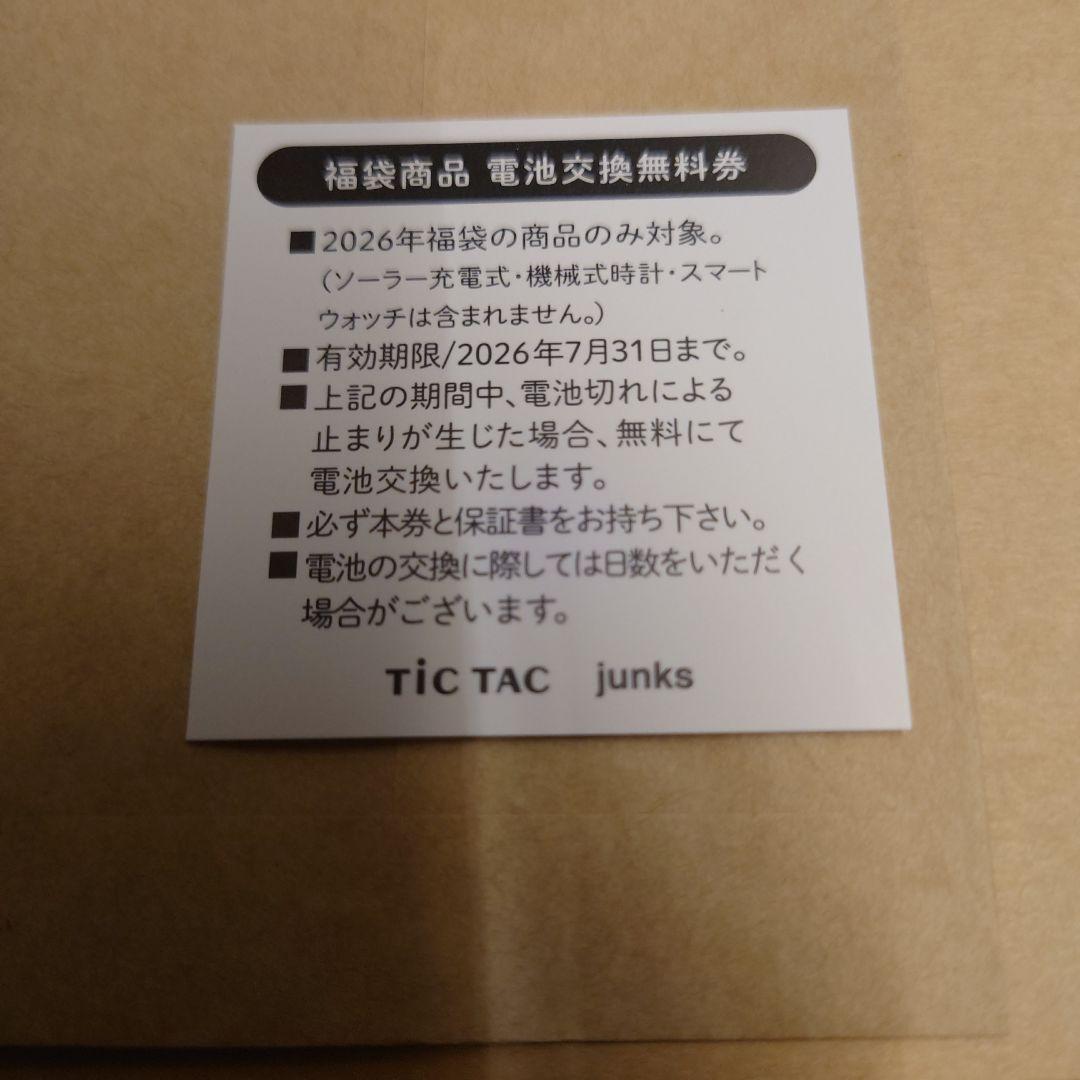 福袋商品 電池交換無料券
■2026年福袋の商品のみ対象。
(ソーラー充電式・機械式時計・スマート
ウォッチは含まれません。)
■有効期限/2026年7月31日まで。
■上記の期間中、電池切れによる
止まりが生じた場合、無料にて
電池交換いたします。
■必ず本券と保証書をお持ち下さい。
■電池の交換に際しては日数をいただく
場合がございます。
TiC TAC junks